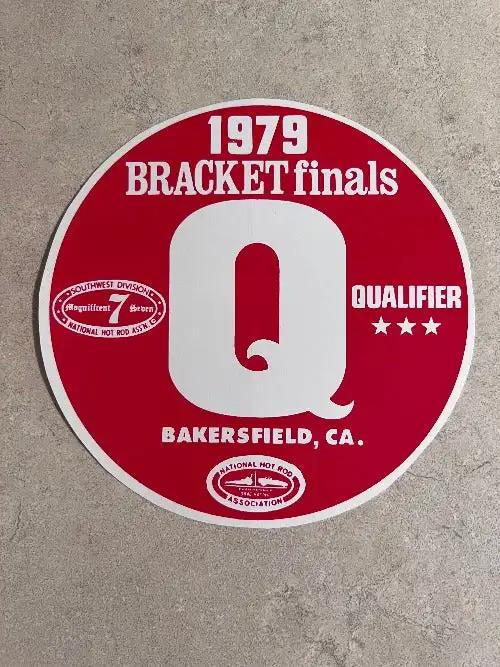 1979
BRACKET finals
Q
SOUTHWEST DIVISION
Magnificent 7 Seven
NATIONAL HOT ROD ASS'N.
QUALIFIER
BAKERSFIELD, CA.
NATIONAL HOT ROD
ASSOCIATION